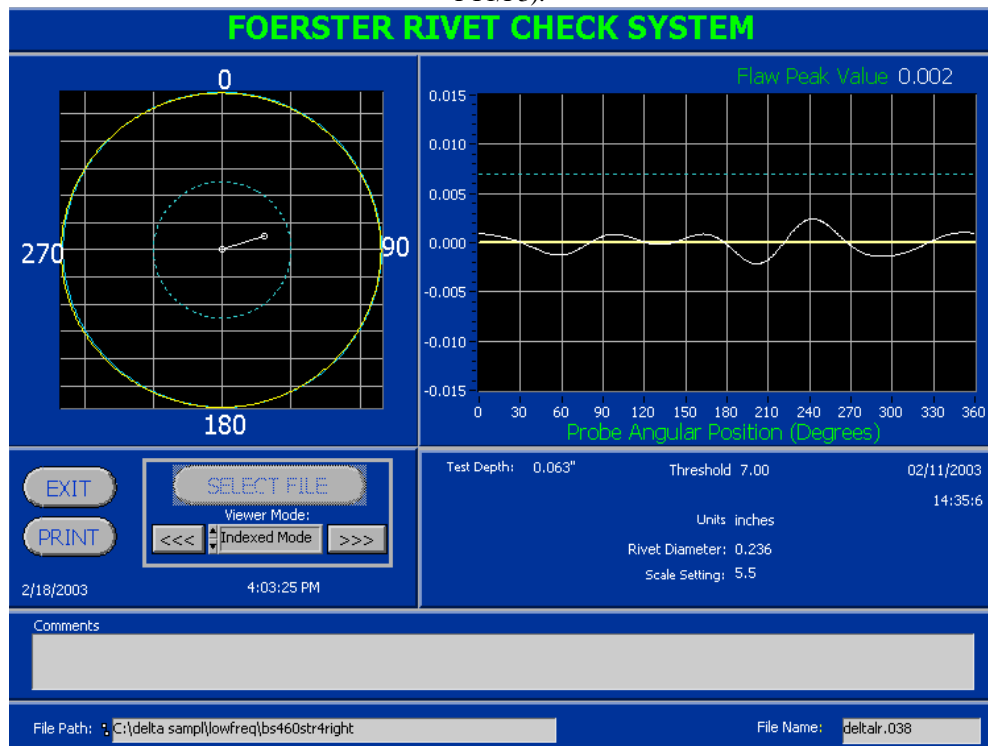 FOERSTER RIVET CHECK SYSTEM
0
270
90
180
Flaw Peak Value 0.002
0.015
0.010
0.005
0.000
-0.005
-0.010
-0.015
0 30 60 90 120 150 180 210 240 270 300 330 360
Probe Angular Position (Degrees)
EXIT
SELECT FILE
Viewer Mode:
PRINT
<<< Indexed Mode >>>
2/18/2003 4:03:25 PM
Test Depth: 0.063" Threshold 7.00 02/11/2003
14:35:6
Units inches
Rivet Diameter: 0.236
Scale Setting: 5.5
Comments
File Path: C:\delta sampl\lowfreq\bs460str4right
File Name: deltalr.038